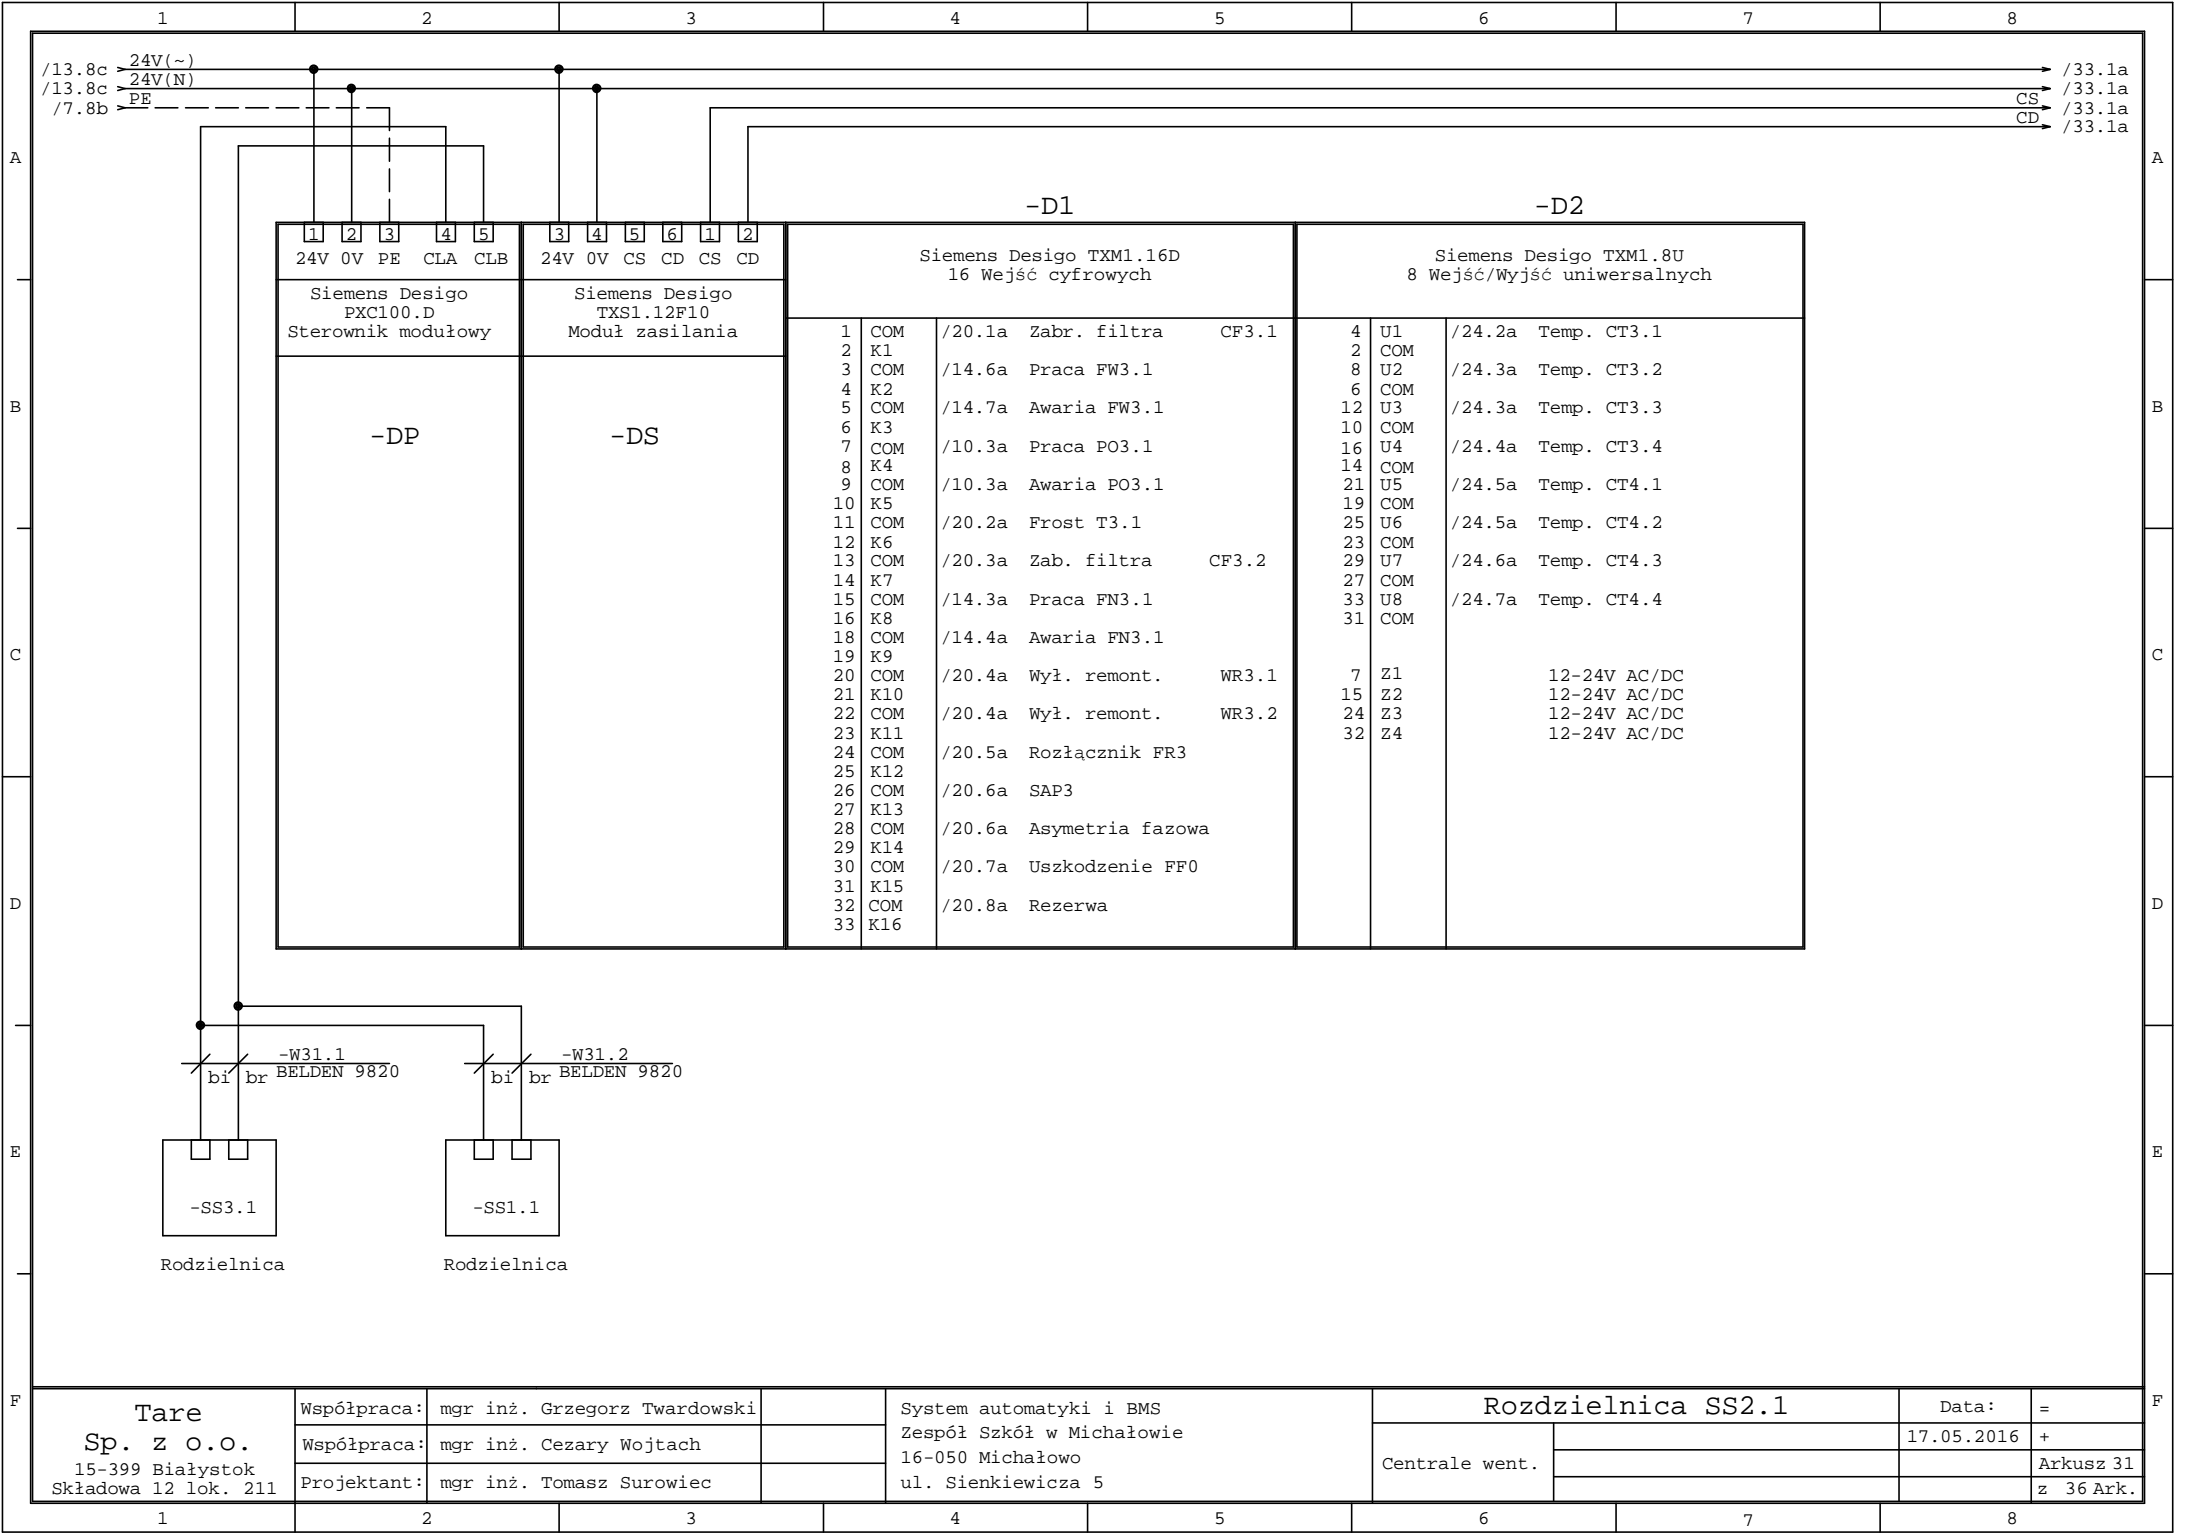 1 2 3 4 5 6 7 8
/13.8c 24V(~) /33.1a
/13.8c 24V(N) /33.1a
/7.8b PE CS /33.1a
CD /33.1a
A A
-D1 -D2
1 2 3 4 5 3 4 5 6 1 2
24V 0V PE CLA CLB 24V 0V CS CD CS CD
Siemens Desigo TXM1.16D
16 Wejść cyfrowych
Siemens Desigo TXM1.8U
8 Wejść/Wyjść uniwersalnych
Siemens Desigo
PXC100.D
Sterownik modułowy
Siemens Desigo
TXS1.12F10
Moduł zasilania
-DP
-DS
B B
1 COM /20.1a Zabr. filtra CF3.1
2 K1
3 COM /14.6a Praca FW3.1
4 K2
5 COM /14.7a Awaria FW3.1
6 K3
7 COM /10.3a Praca PO3.1
8 K4
9 COM /10.3a Awaria PO3.1
10 K5
11 COM /20.2a Frost T3.1
12 K6
13 COM /20.3a Zab. filtra CF3.2
14 K7
15 COM /14.3a Praca FN3.1
16 K8
18 COM /14.4a Awaria FN3.1
19 K9
20 COM /20.4a Wył. remont. WR3.1
21 K10
22 COM /20.4a Wył. remont. WR3.2
23 K11
24 COM /20.5a Rozłącznik FR3
25 K12
26 COM /20.6a SAP3
27 K13
28 COM /20.6a Asymetria fazowa
29 K14
30 COM /20.7a Uszkodzenie FF0
31 K15
32 COM /20.8a Rezerwa
33 K16
4 U1 /24.2a Temp. CT3.1
2 COM
8 U2 /24.3a Temp. CT3.2
6 COM
12 U3 /24.3a Temp. CT3.3
10 COM
16 U4 /24.4a Temp. CT3.4
14 COM
21 U5 /24.5a Temp. CT4.1
19 COM
25 U6 /24.5a Temp. CT4.2
23 COM
29 U7 /24.6a Temp. CT4.3
27 COM
33 U8 /24.7a Temp. CT4.4
31 COM
7 Z1 12-24V AC/DC
15 Z2 12-24V AC/DC
24 Z3 12-24V AC/DC
32 Z4 12-24V AC/DC
C C
D D
-W31.1
bi br BELDEN 9820
-W31.2
bi br BELDEN 9820
E E
-SS3.1 -SS1.1
Rodzielnica Rodzielnica
F F
Tare
Sp. z o.o.
15-399 Białystok
Składowa 12 lok. 211
Współpraca: mgr inż. Grzegorz Twardowski
Współpraca: mgr inż. Cezary Wojtach
Projektant: mgr inż. Tomasz Surowiec
System automatyki i BMS
Zespół Szkół w Michałowie
16-050 Michałowo
ul. Sienkiewicza 5
Rozdzielnica SS2.1
Centrale went.
Data: =
17.05.2016 +
Arkusz 31
z 36 Ark.
1 2 3 4 5 6 7 8